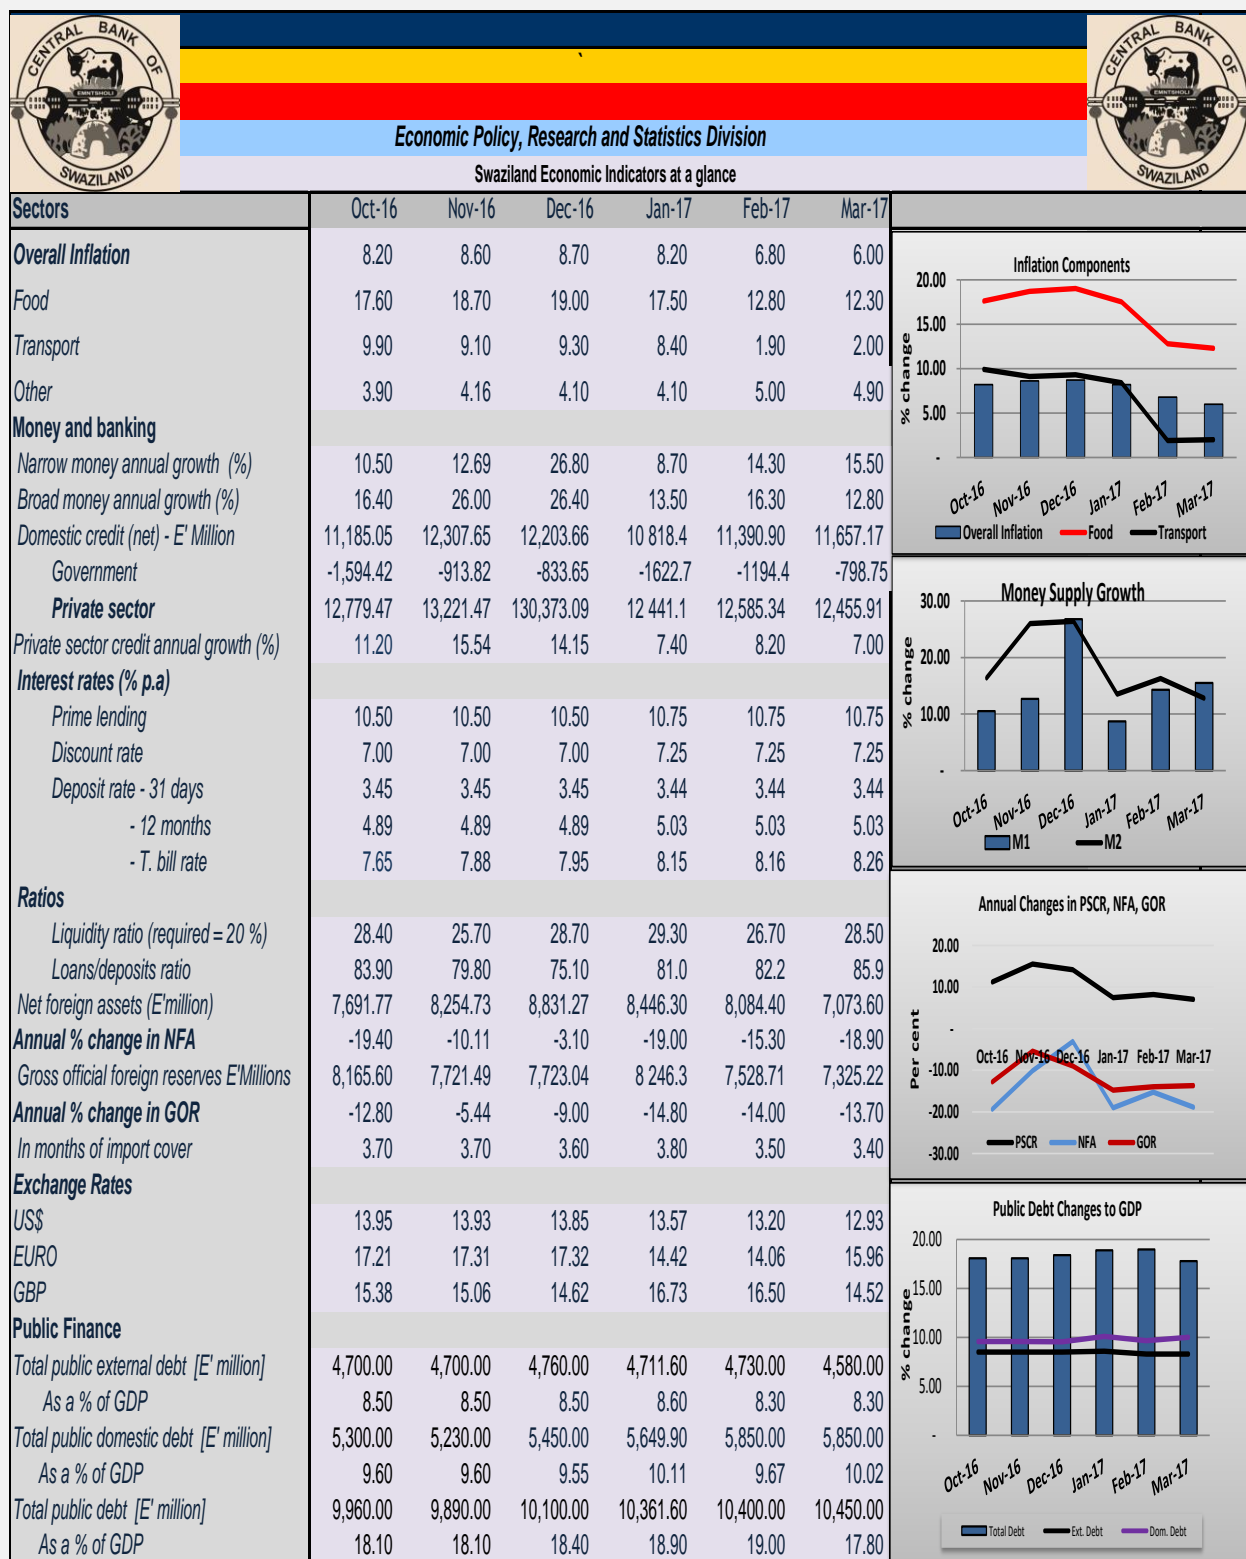 CENTRAL BANK OF
EMNTSHOLI
SWAZILAND
`
CENTRAL BANK OF
EMNTSHOLI
SWAZILAND
Economic Policy, Research and Statistics Division
Swaziland Economic Indicators at a glance
Sectors Oct-16 Nov-16 Dec-16 Jan-17 Feb-17 Mar-17
Overall Inflation 8.20 8.60 8.70 8.20 6.80 6.00
Food 17.60 18.70 19.00 17.50 12.80 12.30
Transport 9.90 9.10 9.30 8.40 1.90 2.00
Other 3.90 4.16 4.10 4.10 5.00 4.90
Money and banking
Narrow money annual growth (%) 10.50 12.69 26.80 8.70 14.30 15.50
Broad money annual growth (%) 16.40 26.00 26.40 13.50 16.30 12.80
Domestic credit (net) - E' Million 11,185.05 12,307.65 12,203.66 10 818.4 11,390.90 11,657.17
Government -1,594.42 -913.82 -833.65 -1622.7 -1194.4 -798.75
Private sector 12,779.47 13,221.47 130,373.09 12 441.1 12,585.34 12,455.91
Private sector credit annual growth (%) 11.20 15.54 14.15 7.40 8.20 7.00
Interest rates (% p.a)
Prime lending 10.50 10.50 10.50 10.75 10.75 10.75
Discount rate 7.00 7.00 7.00 7.25 7.25 7.25
Deposit rate - 31 days 3.45 3.45 3.45 3.44 3.44 3.44
- 12 months 4.89 4.89 4.89 5.03 5.03 5.03
- T. bill rate 7.65 7.88 7.95 8.15 8.16 8.26
Ratios
Liquidity ratio (required = 20 %) 28.40 25.70 28.70 29.30 26.70 28.50
Loans/deposits ratio 83.90 79.80 75.10 81.0 82.2 85.9
Net foreign assets (E'million) 7,691.77 8,254.73 8,831.27 8,446.30 8,084.40 7,073.60
Annual % change in NFA -19.40 -10.11 -3.10 -19.00 -15.30 -18.90
Gross official foreign reserves E'Millions 8,165.60 7,721.49 7,723.04 8 246.3 7,528.71 7,325.22
Annual % change in GOR -12.80 -5.44 -9.00 -14.80 -14.00 -13.70
In months of import cover 3.70 3.70 3.60 3.80 3.50 3.40
Exchange Rates
US$ 13.95 13.93 13.85 13.57 13.20 12.93
EURO 17.21 17.31 17.32 14.42 14.06 15.96
GBP 15.38 15.06 14.62 16.73 16.50 14.52
Public Finance
Total public external debt [E' million] 4,700.00 4,700.00 4,760.00 4,711.60 4,730.00 4,580.00
As a % of GDP 8.50 8.50 8.50 8.60 8.30 8.30
Total public domestic debt [E' million] 5,300.00 5,230.00 5,450.00 5,649.90 5,850.00 5,850.00
As a % of GDP 9.60 9.60 9.55 10.11 9.67 10.02
Total public debt [E' million] 9,960.00 9,890.00 10,100.00 10,361.60 10,400.00 10,450.00
As a % of GDP 18.10 18.10 18.40 18.90 19.00 17.80
Inflation Components
% change
20.00
15.00
10.00
5.00
-
Oct-16 Nov-16 Dec-16 Jan-17 Feb-17 Mar-17
Overall Inflation Food Transport
Money Supply Growth
% change
30.00
20.00
10.00
-
Oct-16 Nov-16 Dec-16 Jan-17 Feb-17 Mar-17
M1 M2
Annual Changes in PSCR, NFA, GOR
Per cent
20.00
10.00
-
Oct-16 Nov-16 Dec-16 Jan-17 Feb-17 Mar-17
-10.00
-20.00
PSCR NFA GOR
-30.00
Public Debt Changes to GDP
% change
20.00
15.00
10.00
5.00
-
Oct-16 Nov-16 Dec-16 Jan-17 Feb-17 Mar-17
Total Debt Ext. Debt Dom. Debt